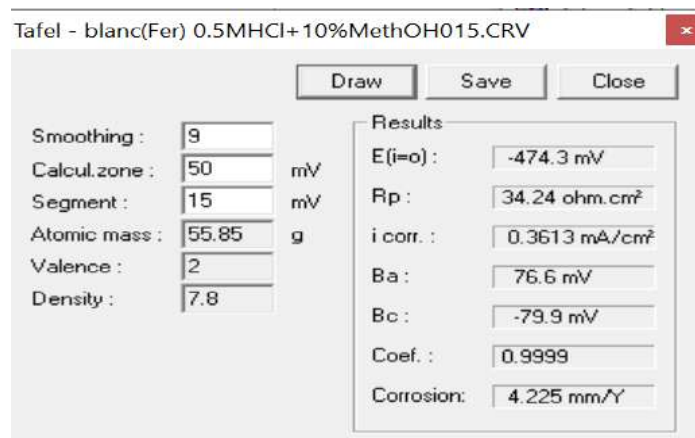 Tafel - blanc(Fer) 0.5MHCl+10%MethOH015.CRV
Draw Save Close
Smoothing : 9
Calcul.zone : 50 mV
Segment : 15 mV
Atomic mass : 55.85 g
Valence : 2
Density : 7.8
Results
E(i=o) : -474.3 mV
Rp : 34.24 ohm.cm²
i corr. : 0.3613 mA/cm²
Ba : 76.6 mV
Bc : -79.9 mV
Coef. : 0.9999
Corrosion: 4.225 mm/Y